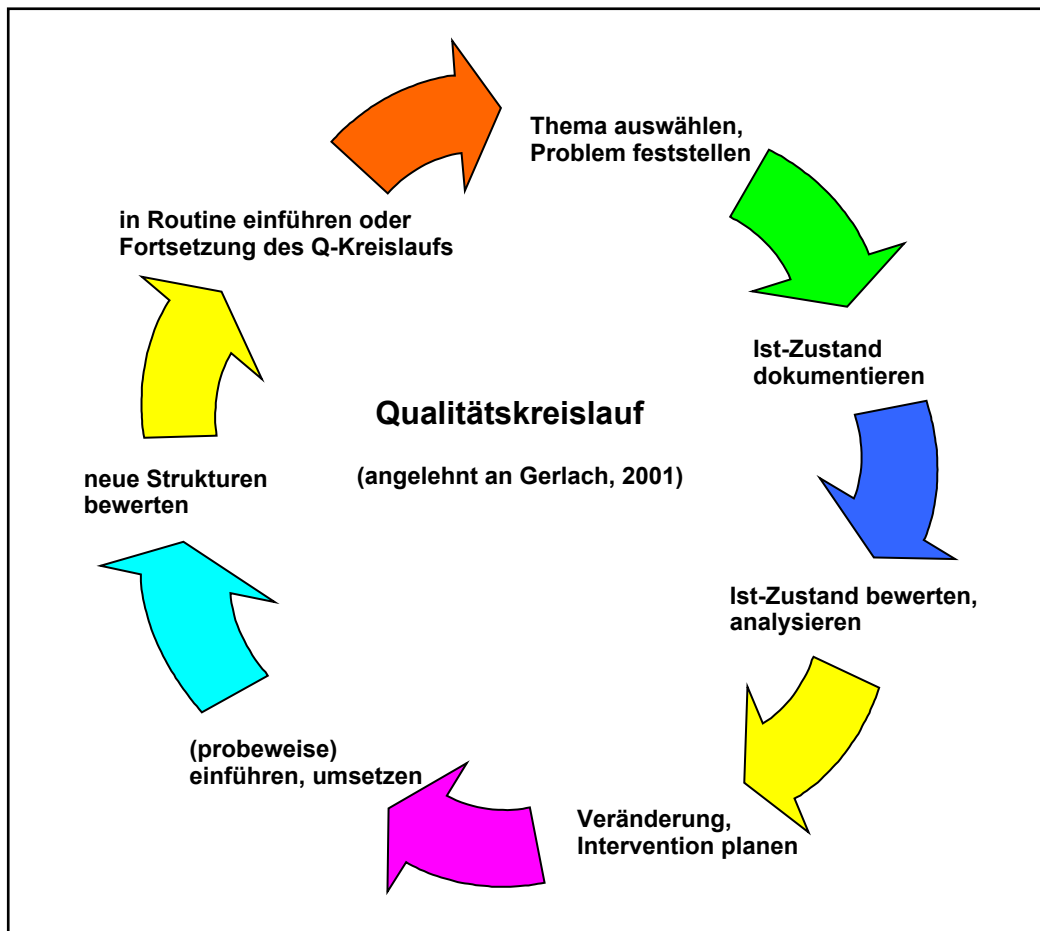 Thema auswählen,
Problem feststellen
Ist-Zustand
dokumentieren
Ist-Zustand bewerten,
analysieren
Veränderung,
Intervention planen
(probeweise)
einführen, umsetzen
neue Strukturen
bewerten
in Routine einführen oder
Fortsetzung des Q-Kreislaufs
Qualitätskreislauf
(angelehnt an Gerlach, 2001)